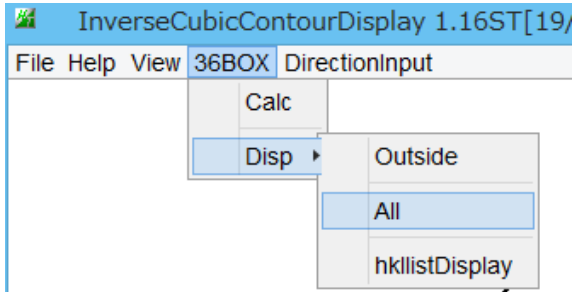 InverseCubicContourDisplay 1.16ST[19/
File Help View 36BOX DirectionInput
Calc
Disp
Outside
All
hkllistDisplay